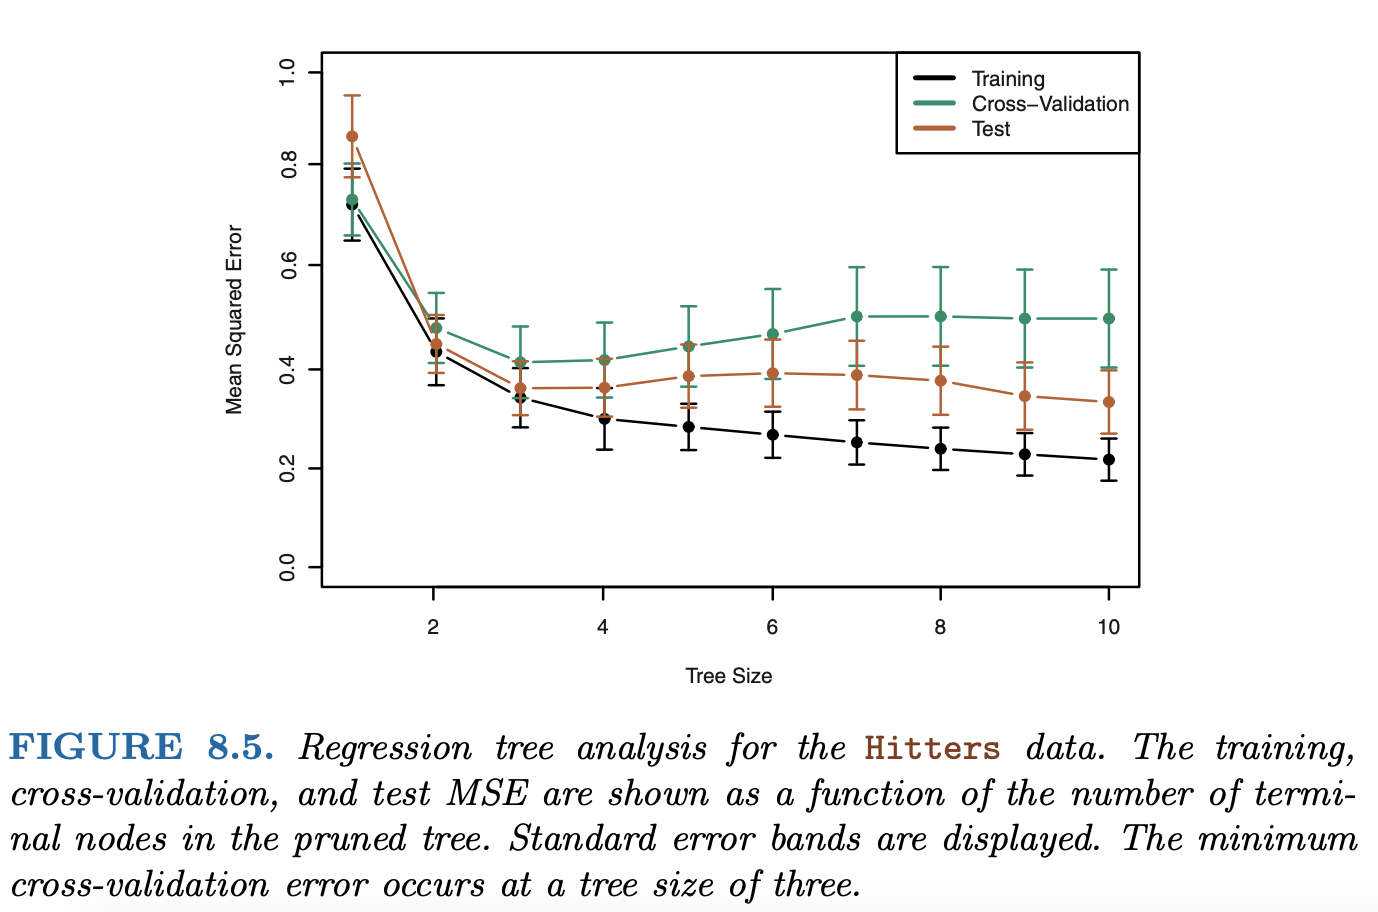 1.0
0.8
0.6
0.4
0.2
0.0
Mean Squared Error
Training
Cross−Validation
Test
2 4 6 8 10
Tree Size
FIGURE 8.5. Regression tree analysis for the Hitters data. The training,
cross-validation, and test MSE are shown as a function of the number of termi-
nal nodes in the pruned tree. Standard error bands are displayed. The minimum
cross-validation error occurs at a tree size of three.